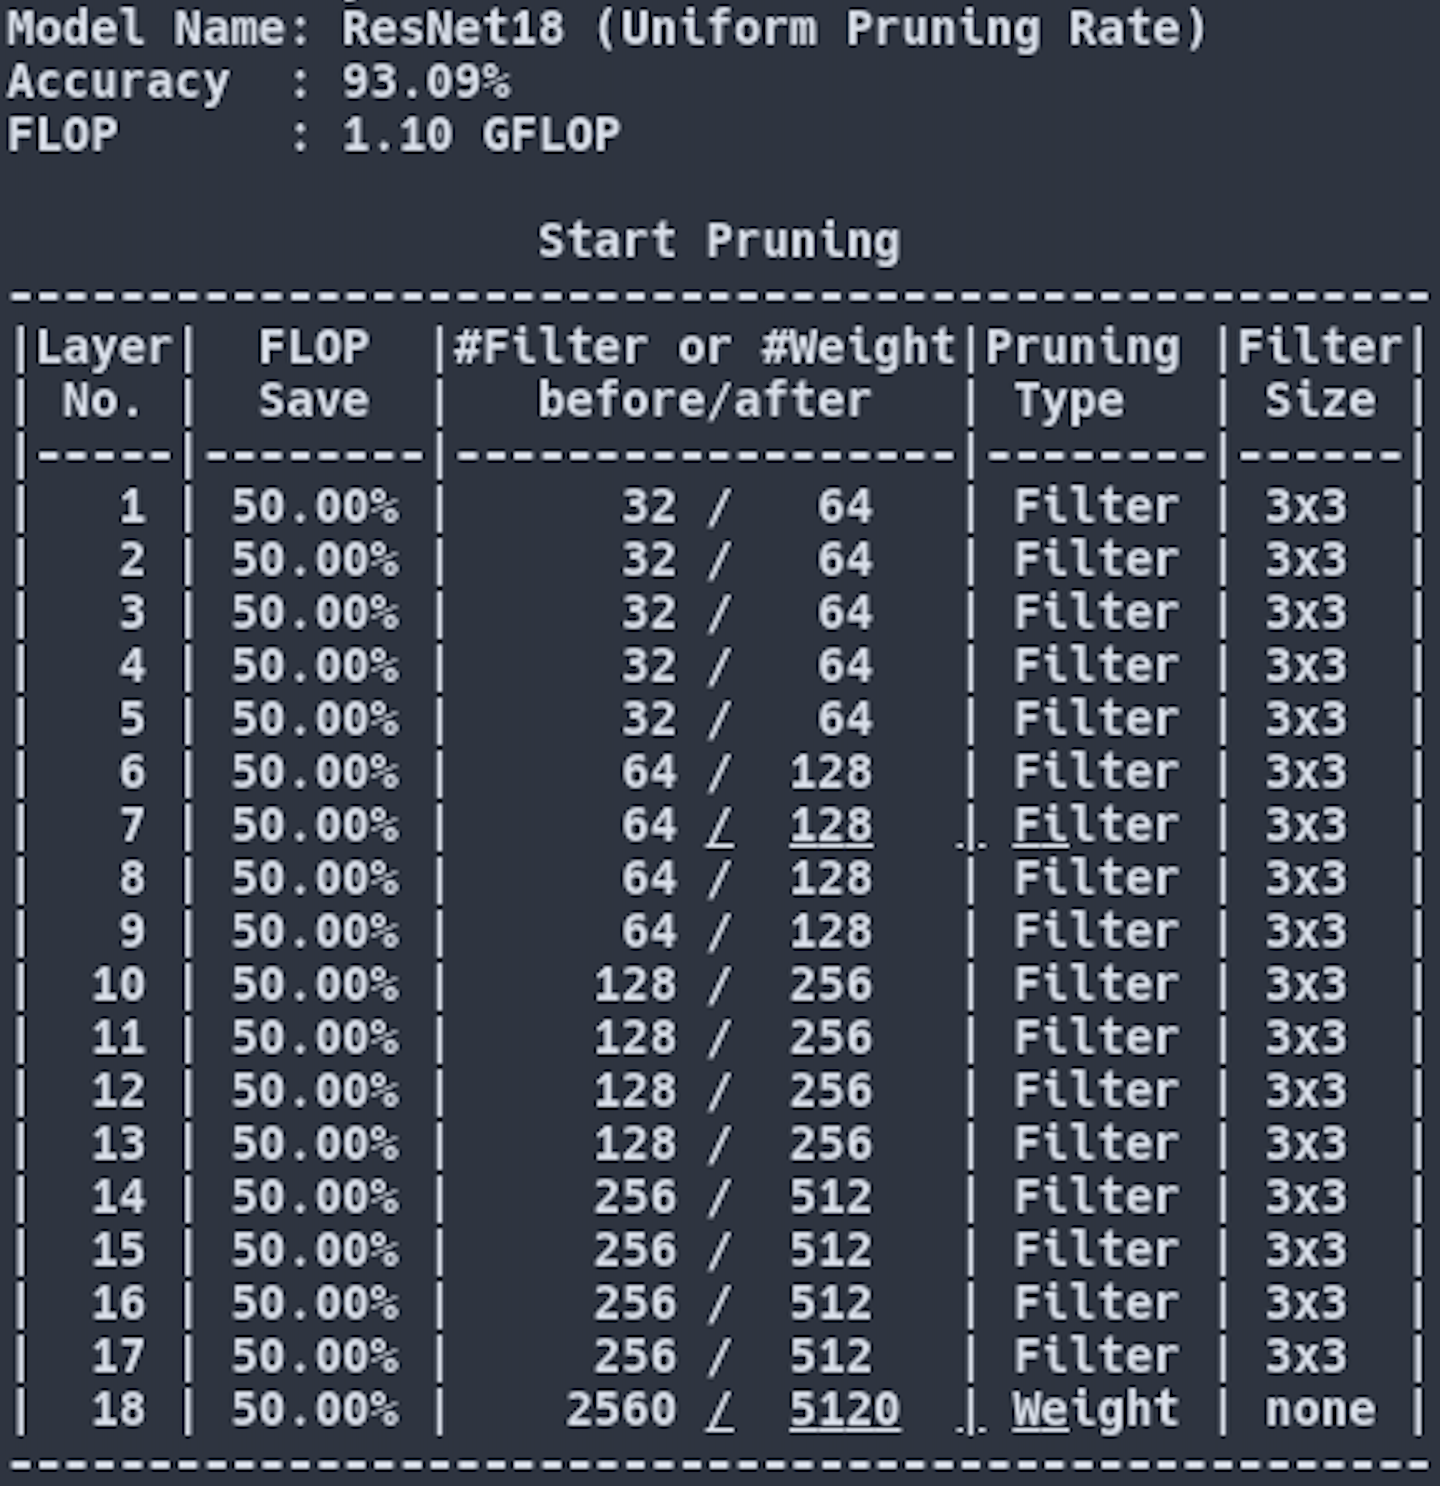 Model Name: ResNet18 (Uniform Pruning Rate)
Accuracy  : 93.09%
FLOP      : 1.10 GFLOP
Start Pruning
---------------------------------------------------
|Layer|  FLOP  |#Filter or #Weight|Pruning |Filter|
| No. |  Save  |   before/after   | Type   | Size |
|-----|--------|------------------|--------|------|
|   1 | 50.00% |      32 /   64   | Filter | 3x3  |
|   2 | 50.00% |      32 /   64   | Filter | 3x3  |
|   3 | 50.00% |      32 /   64   | Filter | 3x3  |
|   4 | 50.00% |      32 /   64   | Filter | 3x3  |
|   5 | 50.00% |      32 /   64   | Filter | 3x3  |
|   6 | 50.00% |      64 /  128   | Filter | 3x3  |
|   7 | 50.00% |      64 /  128   | Filter | 3x3  |
|   8 | 50.00% |      64 /  128   | Filter | 3x3  |
|   9 | 50.00% |      64 /  128   | Filter | 3x3  |
|  10 | 50.00% |     128 /  256   | Filter | 3x3  |
|  11 | 50.00% |     128 /  256   | Filter | 3x3  |
|  12 | 50.00% |     128 /  256   | Filter | 3x3  |
|  13 | 50.00% |     128 /  256   | Filter | 3x3  |
|  14 | 50.00% |     256 /  512   | Filter | 3x3  |
|  15 | 50.00% |     256 /  512   | Filter | 3x3  |
|  16 | 50.00% |     256 /  512   | Filter | 3x3  |
|  17 | 50.00% |     256 /  512   | Filter | 3x3  |
|  18 | 50.00% |    2560 /  5120  | Weight | none |
---------------------------------------------------